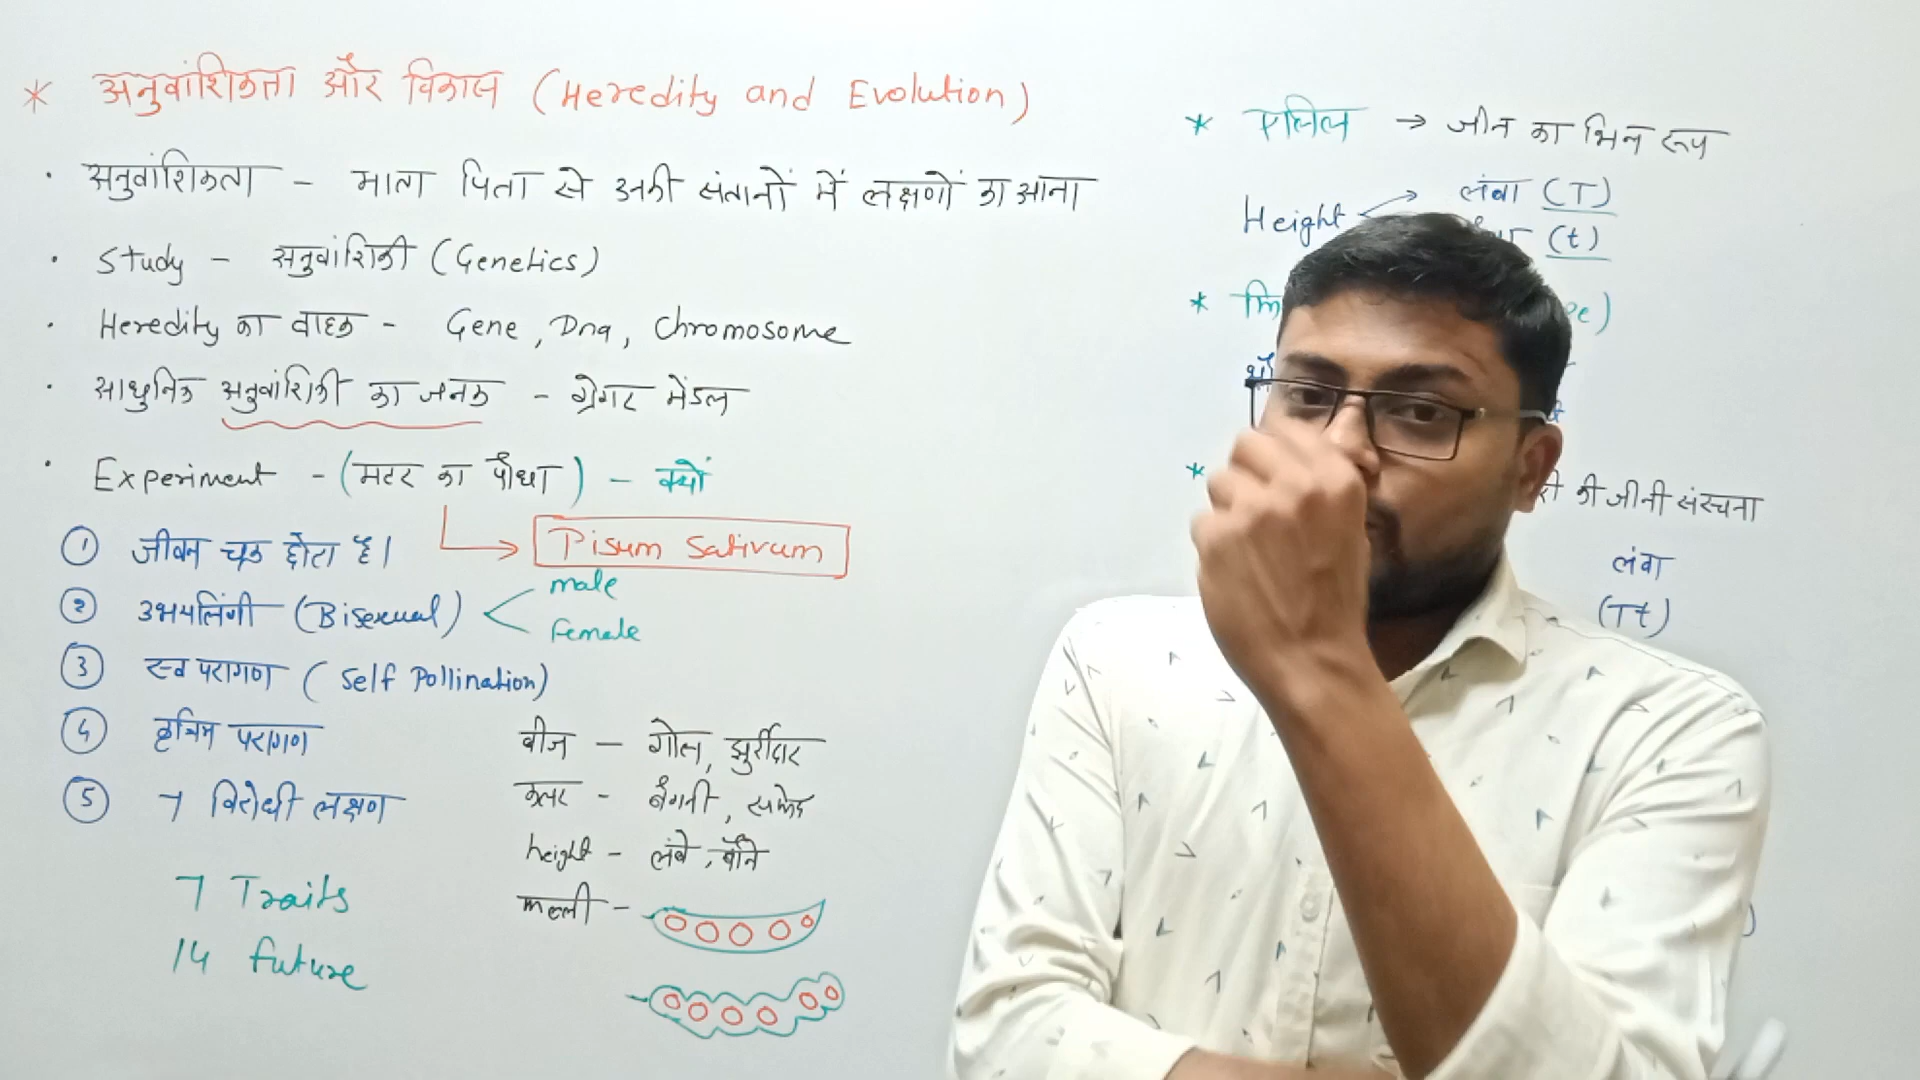 * अनुवांशिकता और विकास (Heredity and Evolution)
· अनुवांशिकता - माता पिता से उनकी संतानों में लक्षणों का आना
· Study - अनुवांशिकी (Genetics)
· Heredity का वाहक - Gene, Dna, Chromosome
· आधुनिक अनुवांशिकी का जनक - ग्रेगर मेंडल
· Experiment - (मटर का पौधा) - क्यों
Pisum Sativum
① जीवन चक्र छोटा है।
② उभयलिंगी (Bisexual)
male
female
③ स्व परागण (Self Pollination)
④ कृत्रिम परागण
⑤ 7 विरोधी लक्षण
7 Traits
14 future
बीज - गोल, झुर्रीदार
कलर - बैगनी, सफेद
height - लंबे, बौने
फली -
* एलिल → जीन का भिन्न रूप
Height
लंबा (T)
(t)
*
*
की जीनी संरचना
लंबा
(Tt)